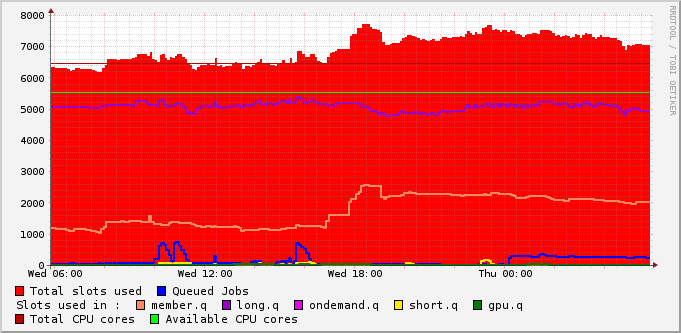 8000
7000
6000
5000
4000
3000
2000
1000
0
Wed 06:00 Wed 12:00 Wed 18:00 Thu 00:00
RRDTOOL / TOBI OETIKER
Total slots used Queued Jobs
Slots used in : member.q long.q ondemand.q short.q gpu.q
Total CPU cores Available CPU cores